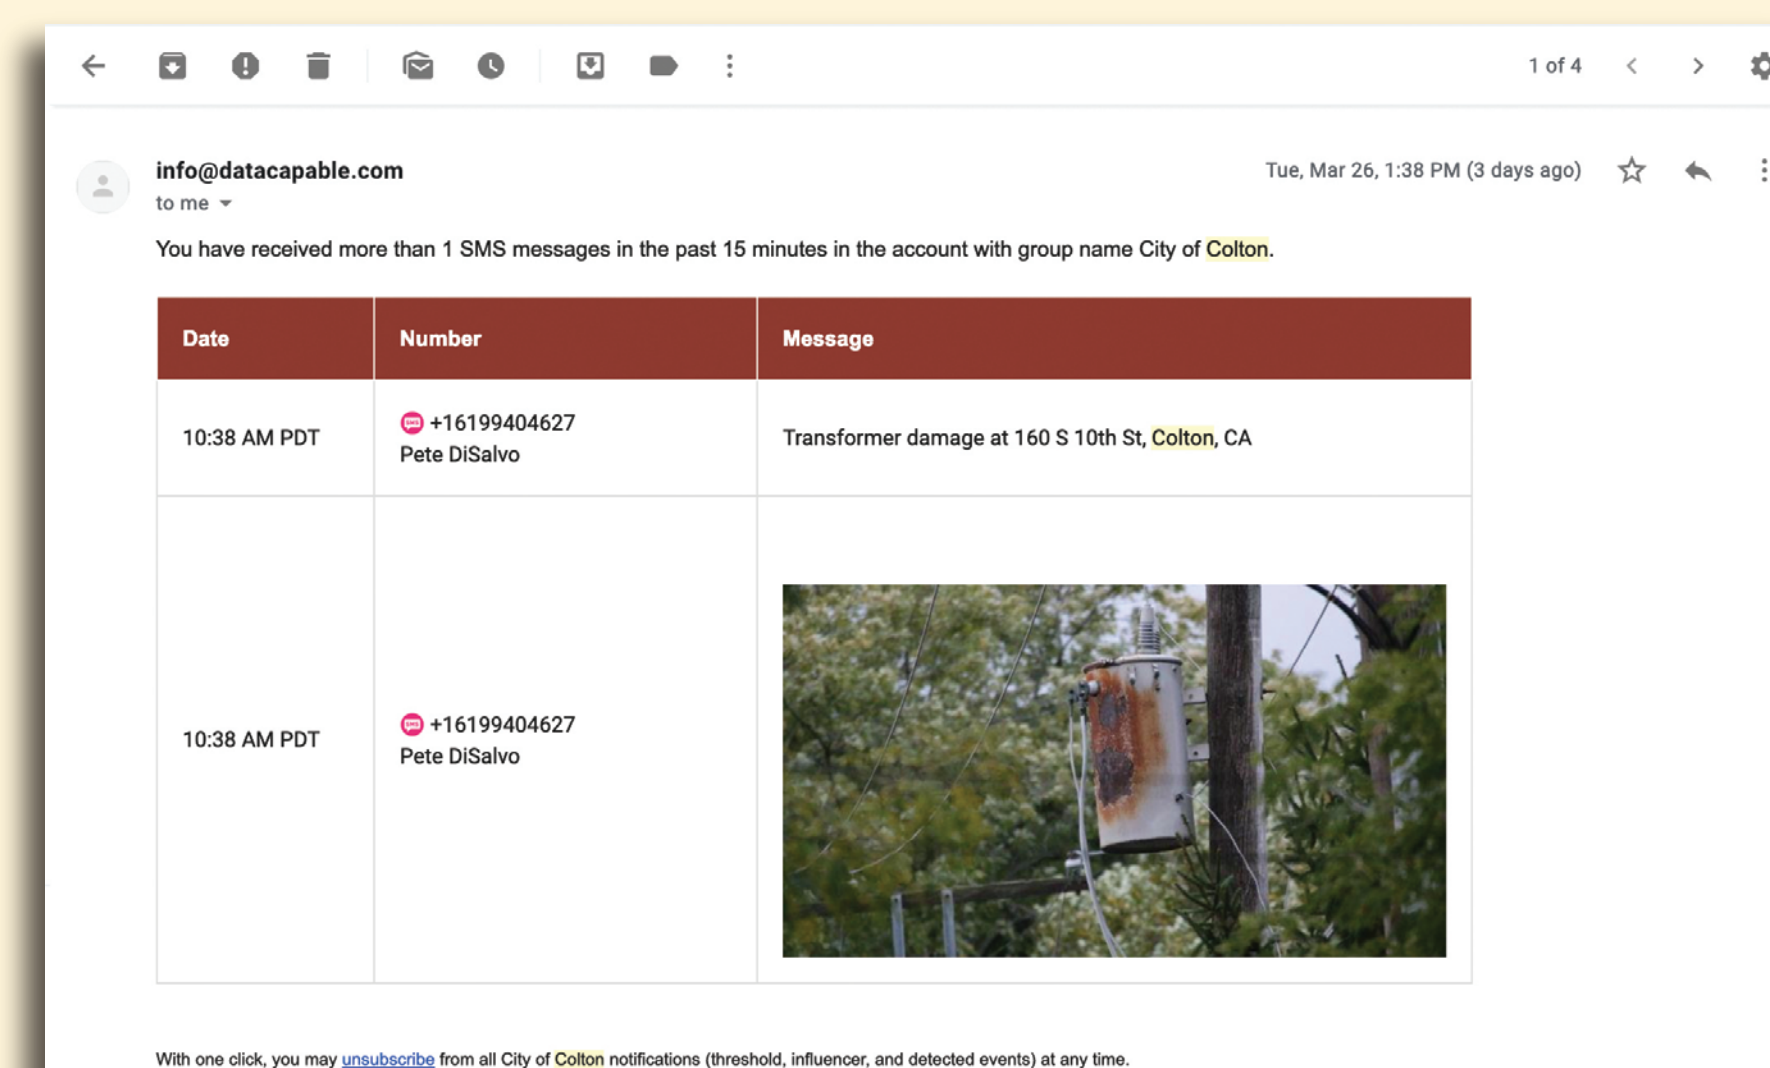 1 of 4
info@datacapable.com
Tue, Mar 26, 1:38 PM (3 days ago)
to me
You have received more than 1 SMS messages in the past 15 minutes in the account with group name City of Colton.
Date Number Message
10:38 AM PDT
SMS +16199404627
Pete DiSalvo
Transformer damage at 160 S 10th St, Colton, CA
10:38 AM PDT
SMS +16199404627
Pete DiSalvo
With one click, you may unsubscribe from all City of Colton notifications (threshold, influencer, and detected events) at any time.